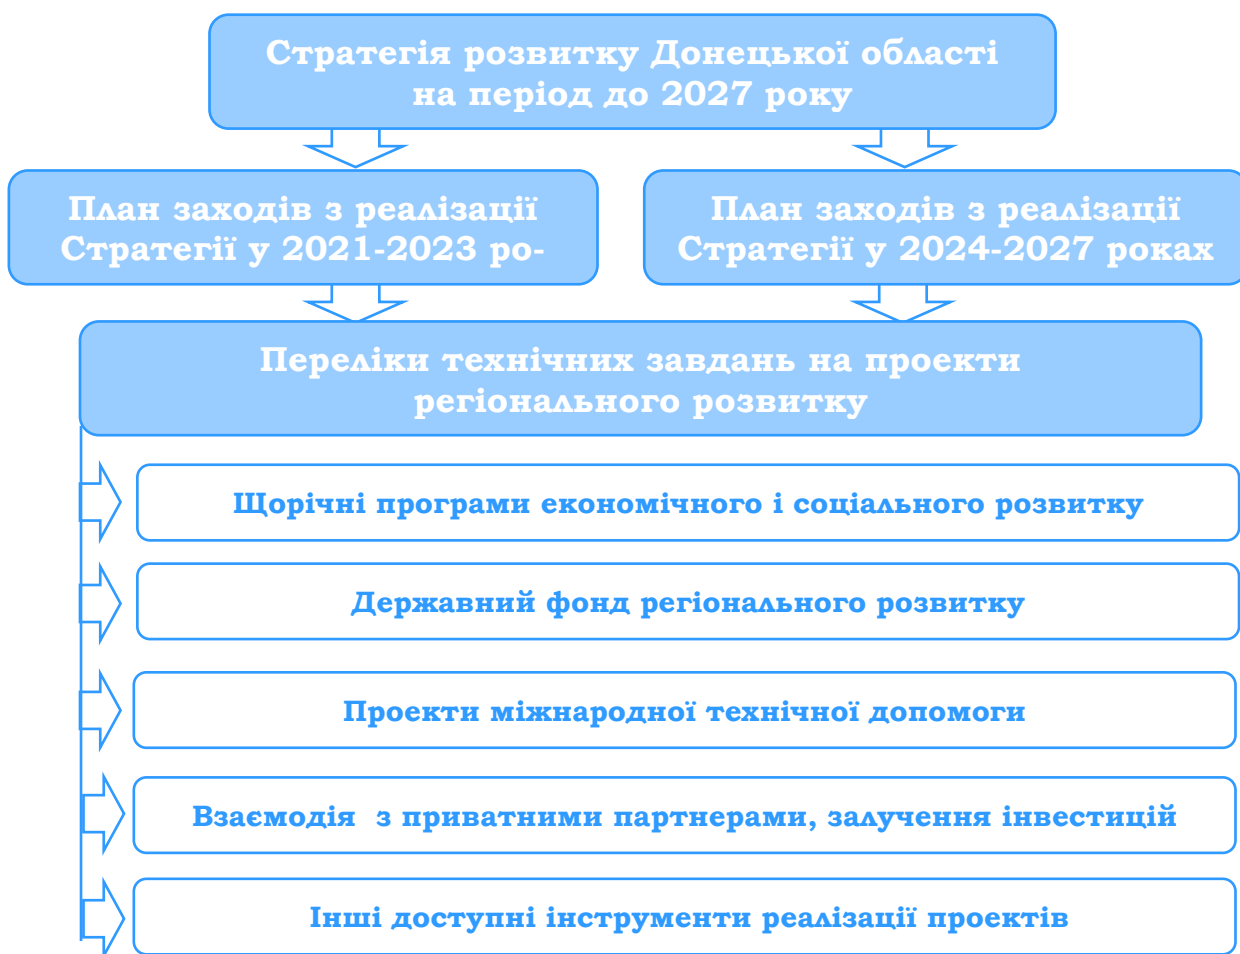 Стратегія розвитку Донецької області
на період до 2027 року
План заходів з реалізації
Стратегії у 2021-2023 ро-
План заходів з реалізації
Стратегії у 2024-2027 роках
Переліки технічних завдань на проекти
регіонального розвитку
Щорічні програми економічного і соціального розвитку
Державний фонд регіонального розвитку
Проекти міжнародної технічної допомоги
Взаємодія  з приватними партнерами, залучення інвестицій
Інші доступні інструменти реалізації проектів